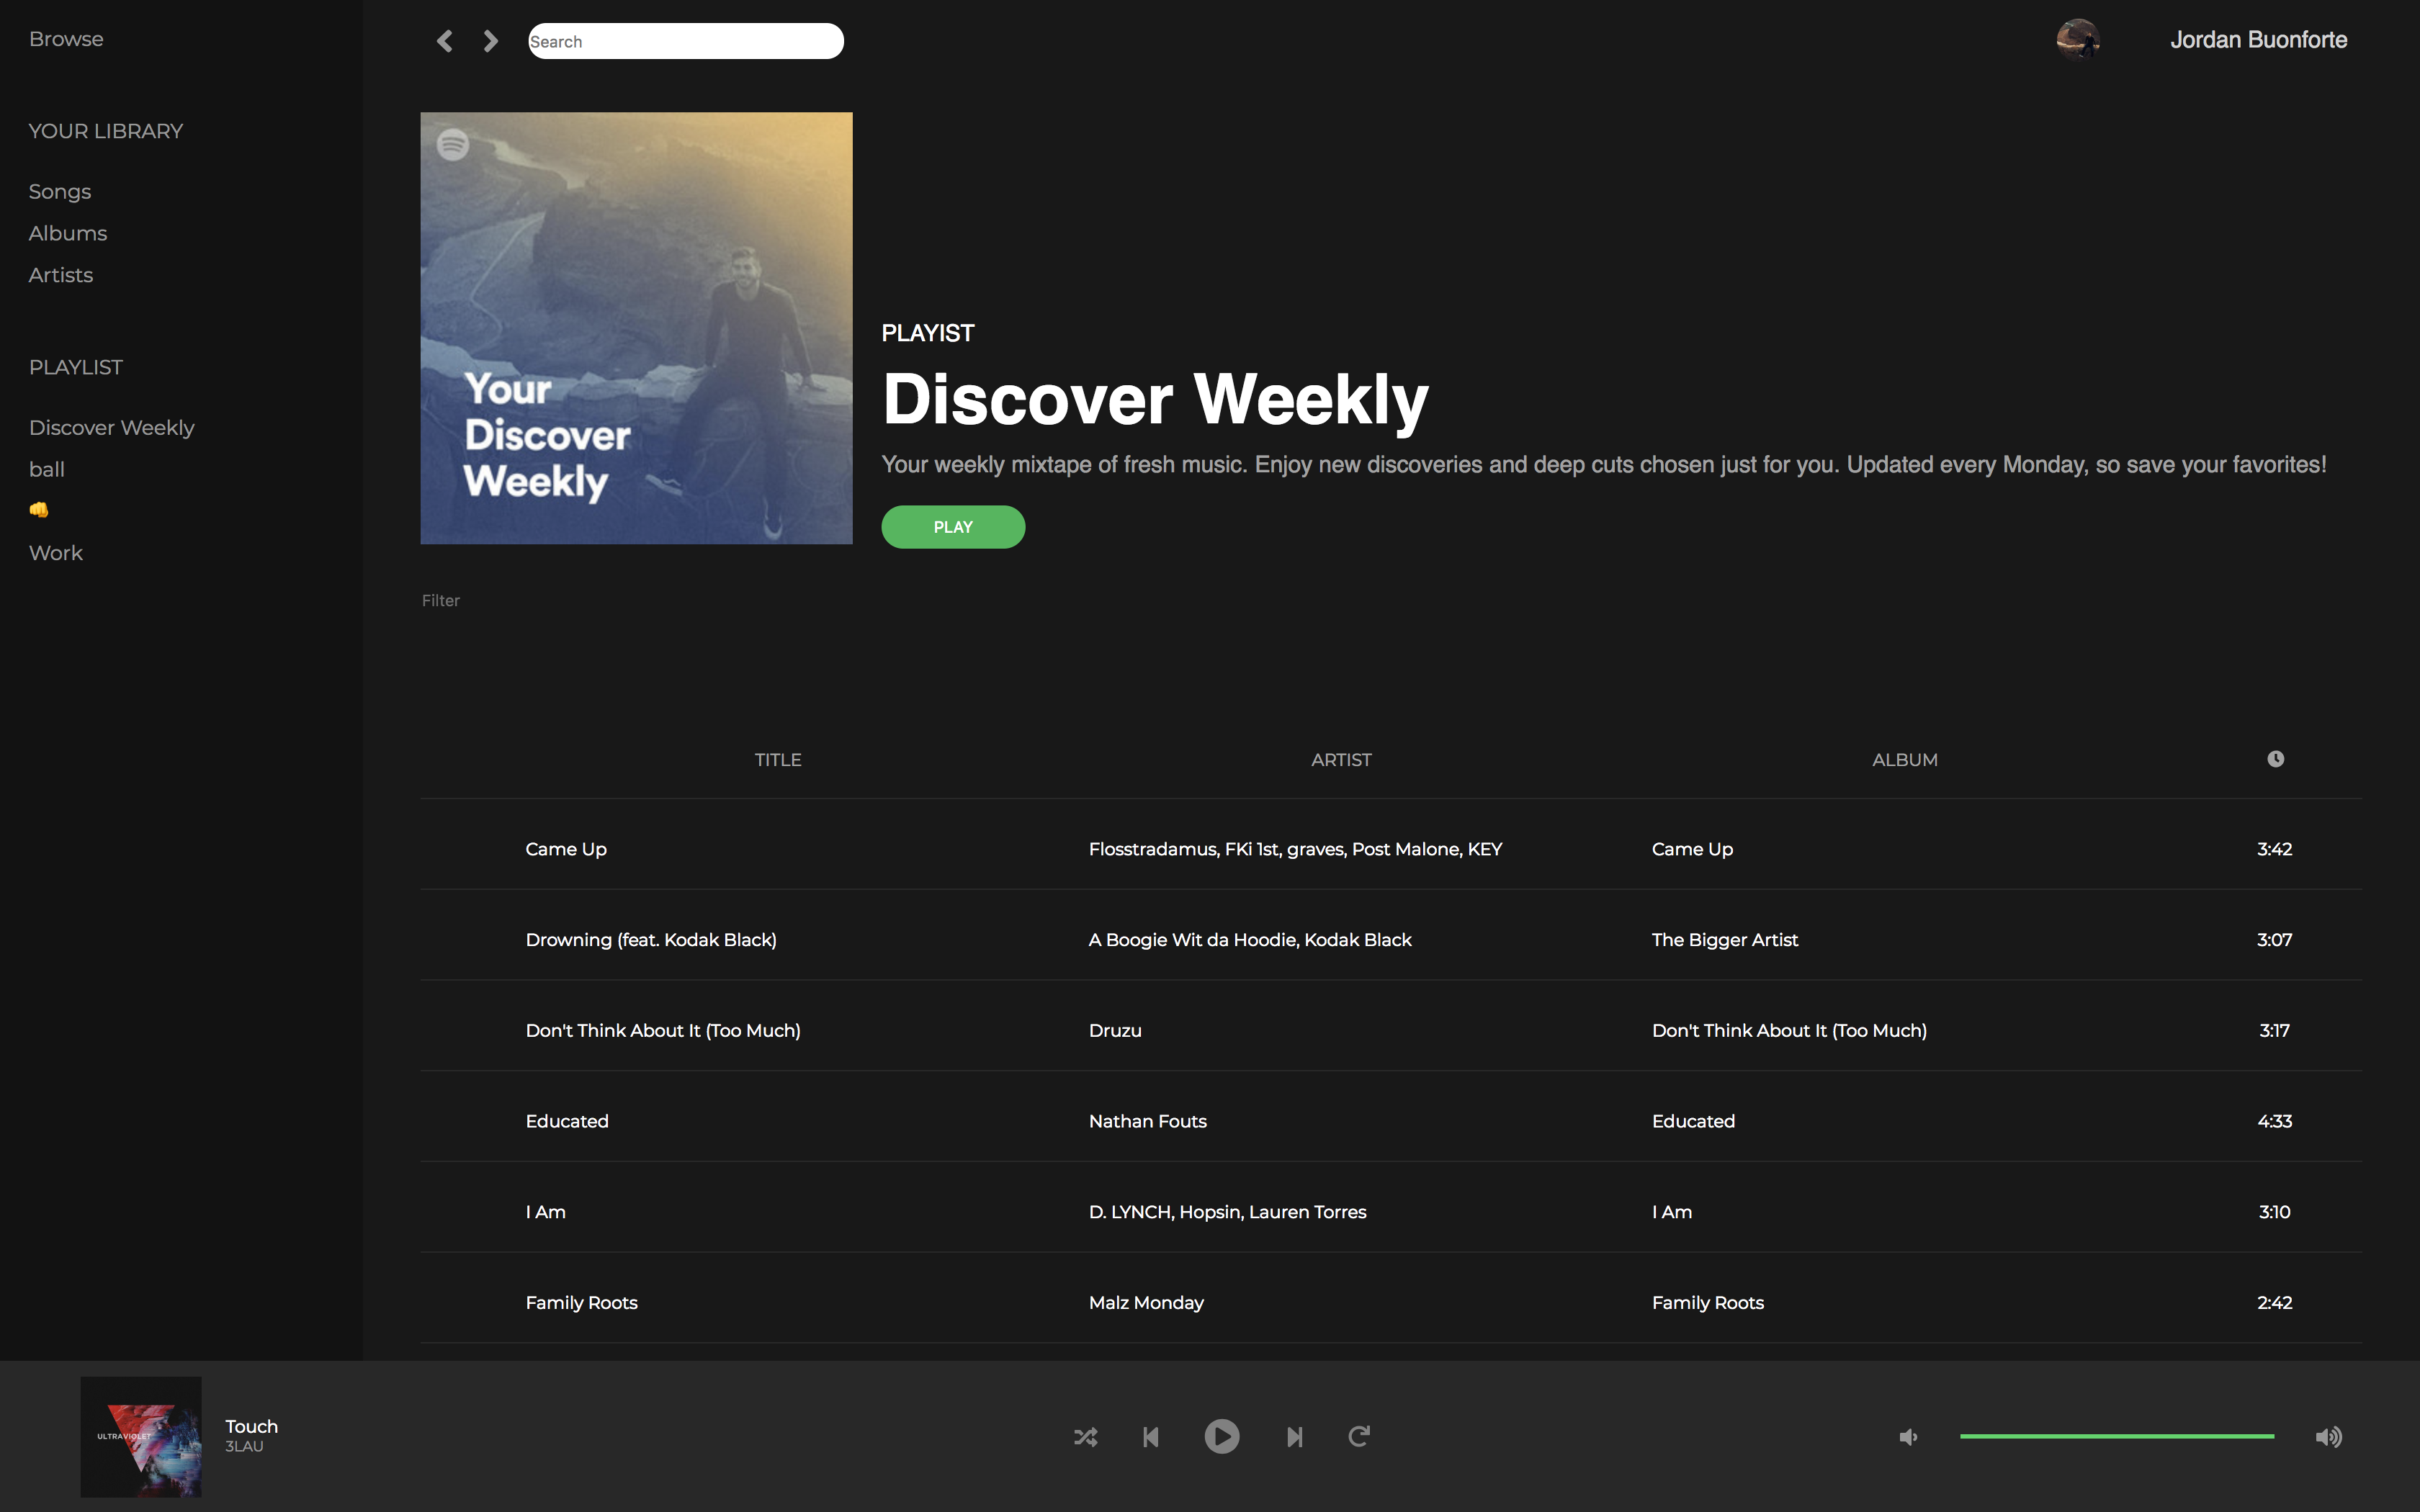 Browse
YOUR LIBRARY
Songs
Albums
Artists
PLAYLIST
Discover Weekly
ball
👊
Work
Search
Jordan Buonforte
Your
Discover
Weekly
PLAYIST
Discover Weekly
Your weekly mixtape of fresh music. Enjoy new discoveries and deep cuts chosen just for you. Updated every Monday, so save your favorites!
PLAY
Filter
TITLE ARTIST ALBUM
Came Up Flosstradamus, FKi 1st, graves, Post Malone, KEY Came Up 3:42
Drowning (feat. Kodak Black) A Boogie Wit da Hoodie, Kodak Black The Bigger Artist 3:07
Don't Think About It (Too Much) Druzu Don't Think About It (Too Much) 3:17
Educated Nathan Fouts Educated 4:33
I Am D. LYNCH, Hopsin, Lauren Torres I Am 3:10
Family Roots Malz Monday Family Roots 2:42
ULTRAVIOLET
Touch
3LAU